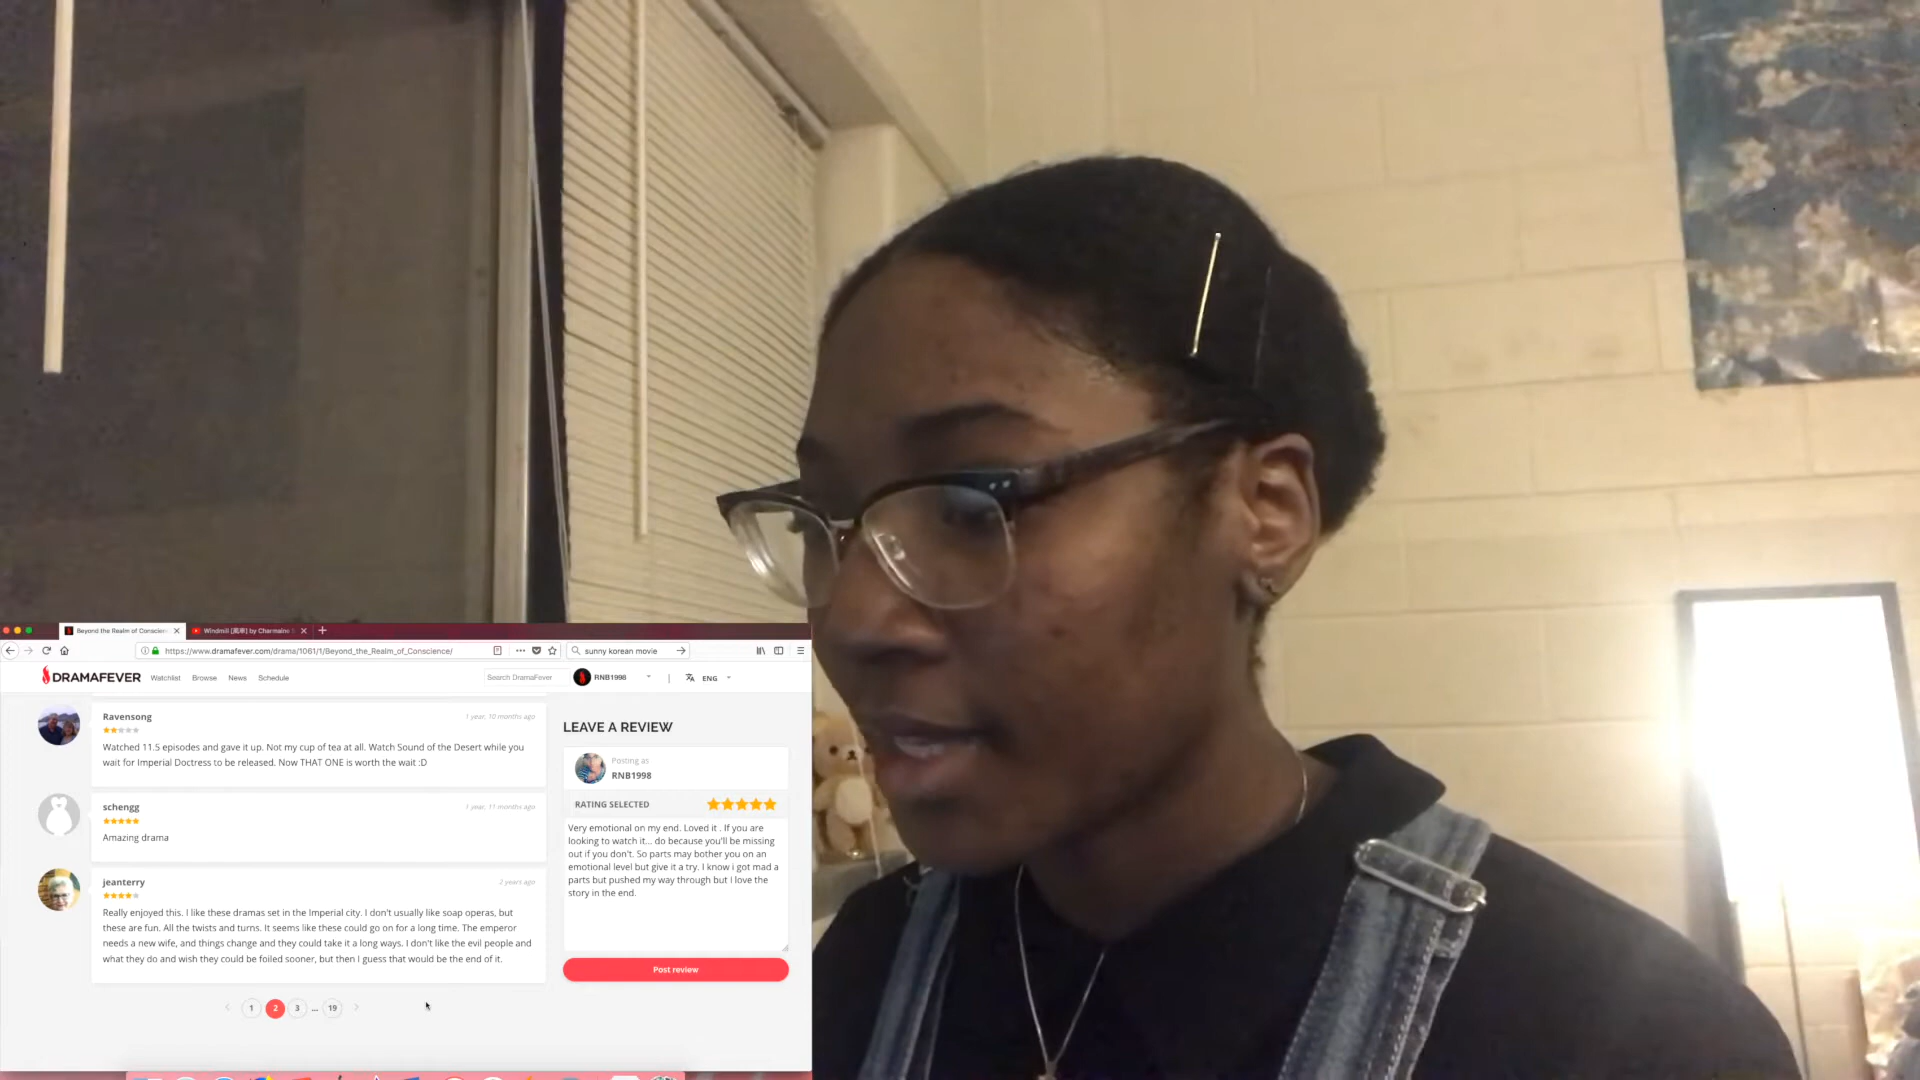 Beyond the Realm of Conscienc
Windmill [風車] by Charmaine S
https://www.dramafever.com/drama/1061/1/Beyond_the_Realm_of_Conscience/
sunny korean movie
DRAMAFEVER
Watchlist
Browse
News
Schedule
Search DramaFever
RNB1998
ENG
Ravensong
1 year, 10 months ago
Watched 11.5 episodes and gave it up. Not my cup of tea at all. Watch Sound of the Desert while you
wait for Imperial Doctress to be released. Now THAT ONE is worth the wait :D
schengg
1 year, 11 months ago
Amazing drama
jeanterry
2 years ago
Really enjoyed this. I like these dramas set in the Imperial city. I don't usually like soap operas, but
these are fun. All the twists and turns. It seems like these could go on for a long time. The emperor
needs a new wife, and things change and they could take it a long ways. I don't like the evil people and
what they do and wish they could be foiled sooner, but then I guess that would be the end of it.
1 2 3 ... 19
LEAVE A REVIEW
Posting as
RNB1998
RATING SELECTED
Very emotional on my end. Loved it . If you are
looking to watch it... do because you'll be missing
out if you don't. So parts may bother you on an
emotional level but give it a try. I know i got mad a
parts but pushed my way through but I love the
story in the end.
Post review